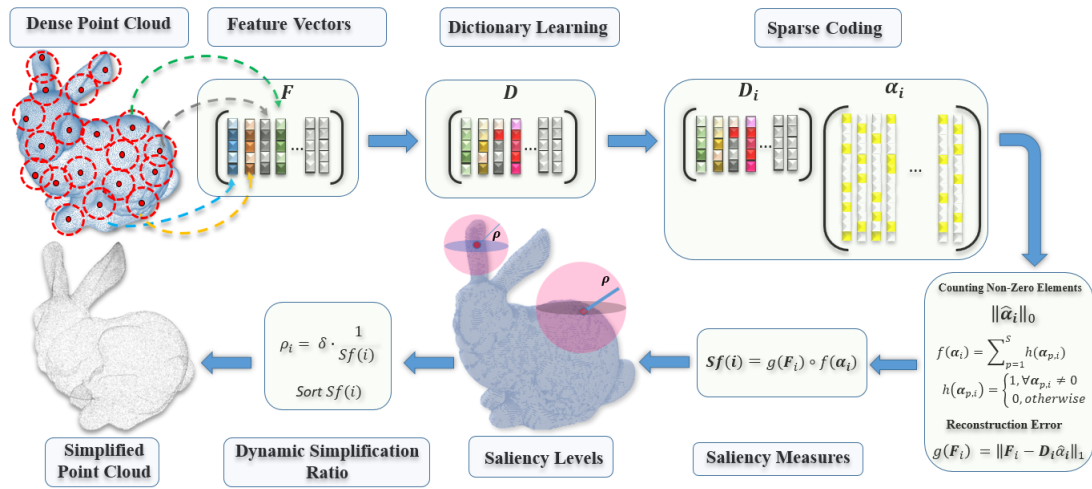 Dense Point Cloud
Feature Vectors
Dictionary Learning
Sparse Coding
F
D
D_i
α_i
...
...
...
...
Counting Non-Zero Elements
‖α̂_i‖_0
f(α_i) = ∑_{p=1}^{S} h(α_{p,i})
h(α_{p,i}) = {1, ∀α_{p,i} ≠ 0
0, otherwise
Reconstruction Error
g(F_i) = ‖F_i − D_i α̂_i‖_1
Sf(i) = g(F_i) ∘ f(α_i)
ρ
ρ
ρ_i = δ · 1/Sf(i)
Sort Sf(i)
Simplified
Point Cloud
Dynamic Simplification
Ratio
Saliency Levels
Saliency Measures